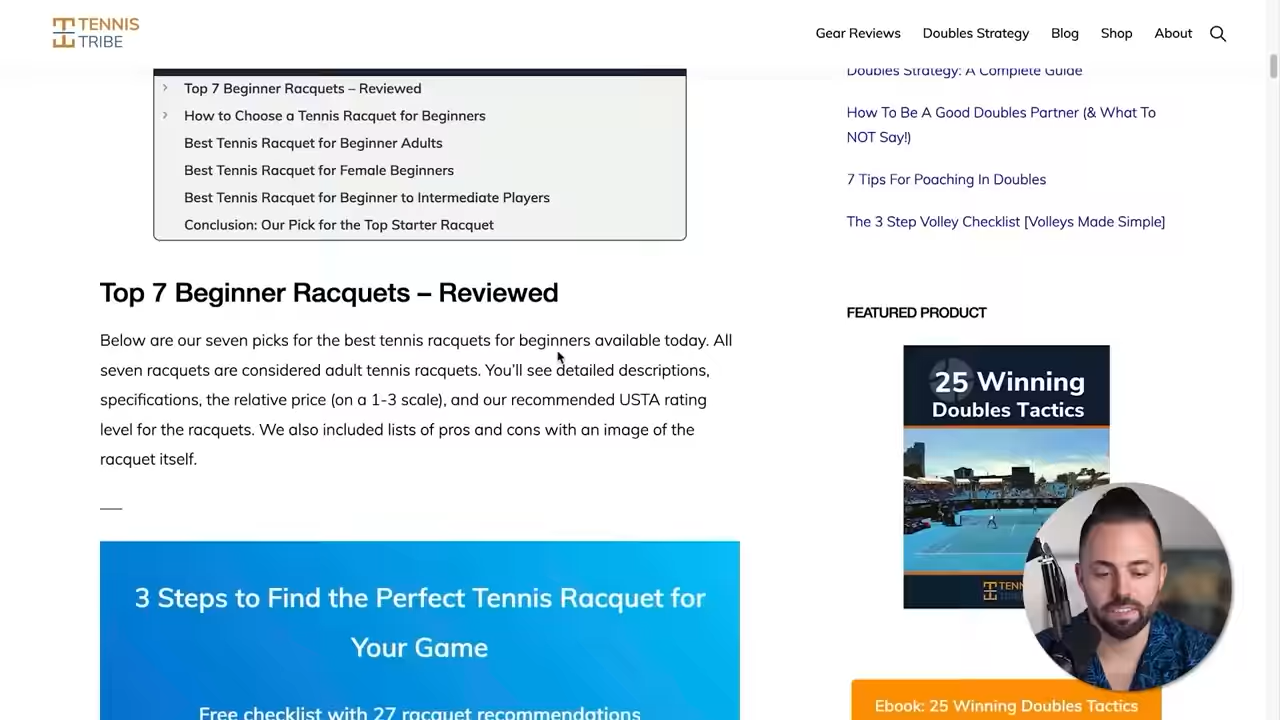 TENNIS
TRIBE
Gear Reviews
Doubles Strategy
Blog
Shop
About
Top 7 Beginner Racquets – Reviewed
How to Choose a Tennis Racquet for Beginners
Best Tennis Racquet for Beginner Adults
Best Tennis Racquet for Female Beginners
Best Tennis Racquet for Beginner to Intermediate Players
Conclusion: Our Pick for the Top Starter Racquet
Top 7 Beginner Racquets – Reviewed
Below are our seven picks for the best tennis racquets for beginners available today. All
seven racquets are considered adult tennis racquets. You'll see detailed descriptions,
specifications, the relative price (on a 1-3 scale), and our recommended USTA rating
level for the racquets. We also included lists of pros and cons with an image of the
racquet itself.
3 Steps to Find the Perfect Tennis Racquet for
Your Game
Free checklist with 27 racquet recommendations
Doubles Strategy: A Complete Guide
How To Be A Good Doubles Partner (& What To
NOT Say!)
7 Tips For Poaching In Doubles
The 3 Step Volley Checklist [Volleys Made Simple]
FEATURED PRODUCT
25 Winning
Doubles Tactics
Ebook: 25 Winning Doubles Tactics